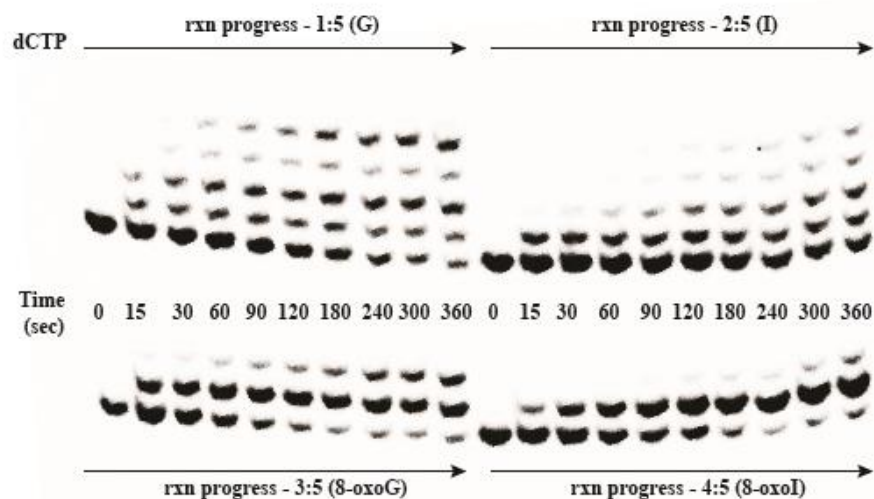 rxn progress - 1:5 (G) rxn progress - 2:5 (I)
dCTP
Time 0 15 30 60 90 120 180 240 300 360 0 15 30 60 90 120 180 240 300 360
(sec)
rxn progress - 3:5 (8-oxoG) rxn progress - 4:5 (8-oxoI)